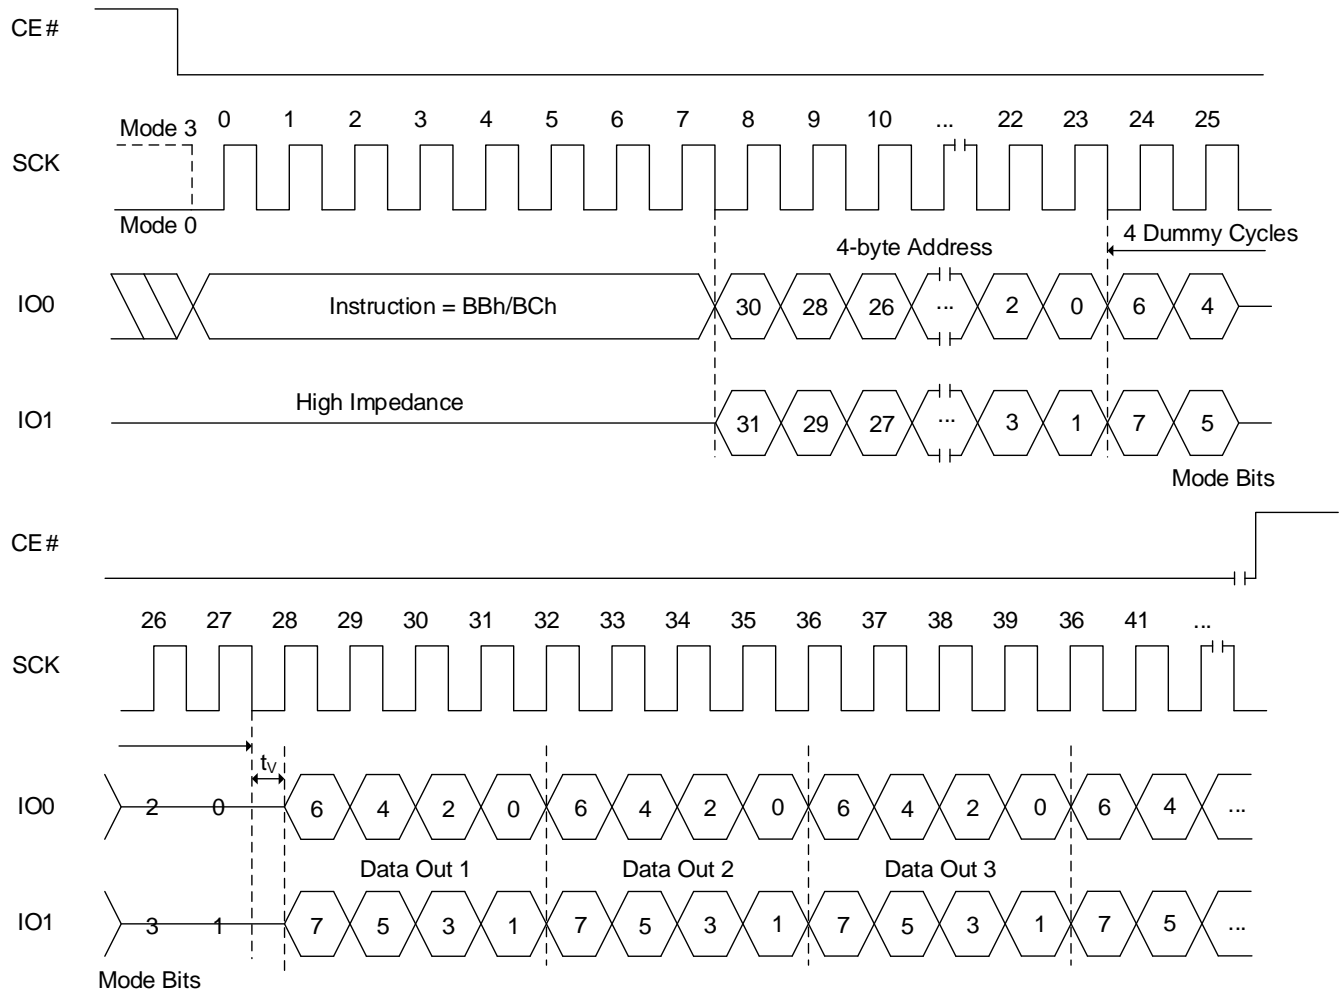 CE#
Mode 3 0 1 2 3 4 5 6 7 8 9 10 ... 22 23 24 25
SCK
Mode 0
4-byte Address 4 Dummy Cycles
IO0 Instruction = BBh/BCh 30 28 26 ... 2 0 6 4
High Impedance
IO1 31 29 27 ... 3 1 7 5
Mode Bits
CE#
26 27 28 29 30 31 32 33 34 35 36 37 38 39 36 41 ...
SCK
tV
IO0 2 0 6 4 2 0 6 4 2 0 6 4 2 0 6 4 ...
Data Out 1 Data Out 2 Data Out 3
IO1 3 1 7 5 3 1 7 5 3 1 7 5 3 1 7 5 ...
Mode Bits